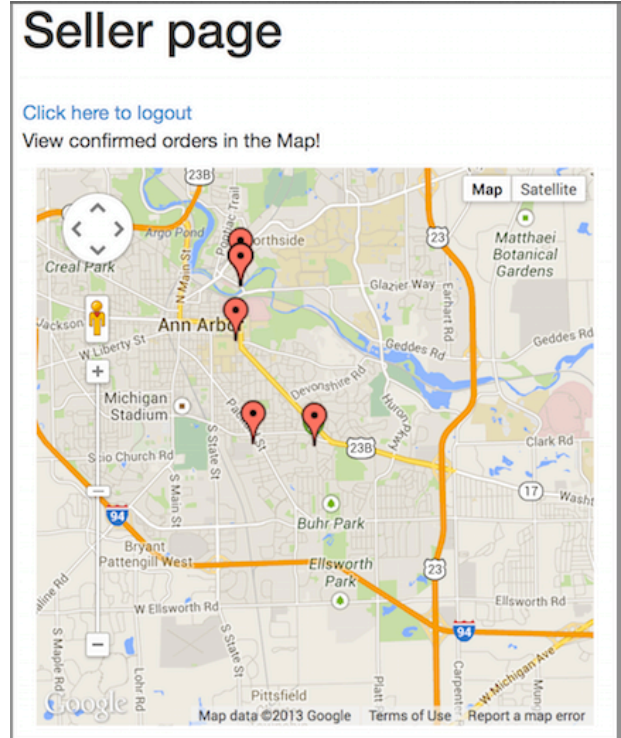 Seller page
Click here to logout
View confirmed orders in the Map!
23B
Map Satellite
Pontiac Trail
Argo Pond
Northside
23
Matthaei
Botanical
Gardens
Creal Park
N Main St
Glazier Way
Earhart Rd
Jackson
Ann Arbor
W Liberty St
Geddes Rd
Geddes Rd
Devonshire Rd
Michigan
Stadium
Huron Pkwy
S State St
23B
Clark Rd
Scio Church Rd
S Main St
17
Washt
94
Buhr Park
Bryant
Pattengill West
Ellsworth
Park
23
W Ellsworth Rd
Ellsworth Rd
94
S Maple Rd
Lohr Rd
S State St
Platt
Carpenter
W Michigan Ave
Pittsfield
Google
Map data ©2013 Google Terms of Use Report a map error